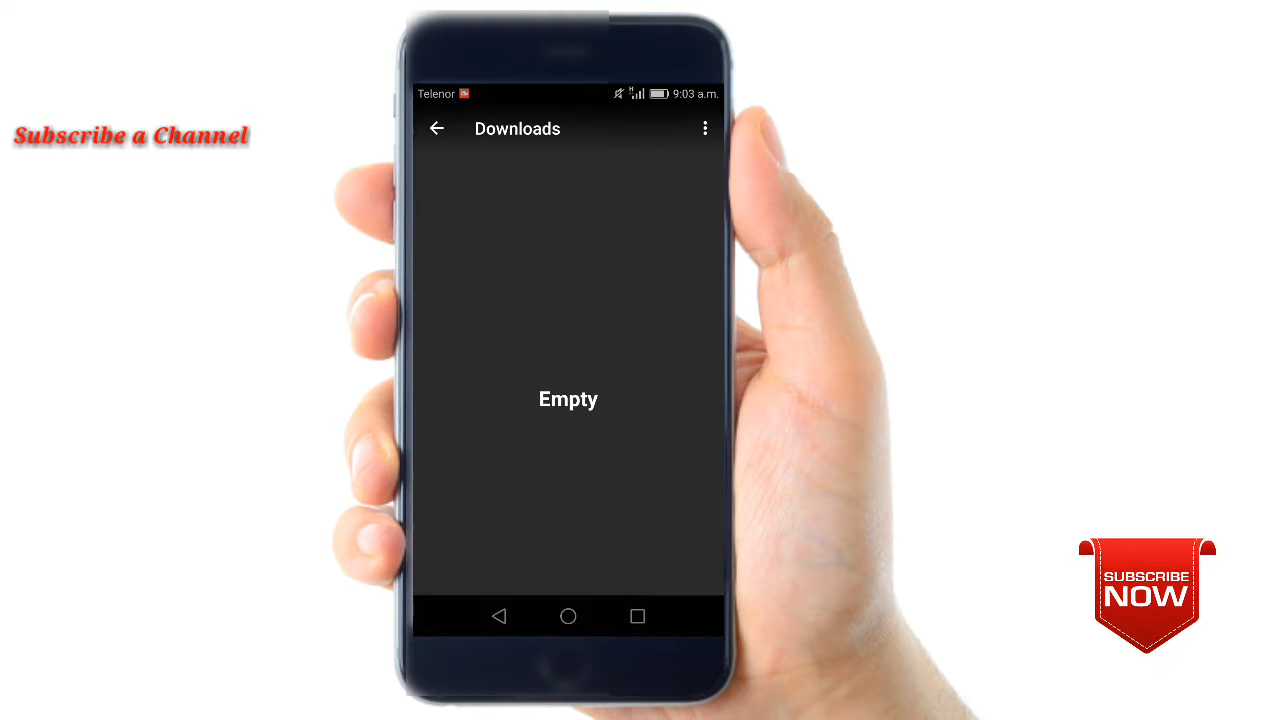 Telenor
H
9:03 a.m.
Downloads
Subscribe a Channel
Empty
SUBSCRIBE
NOW